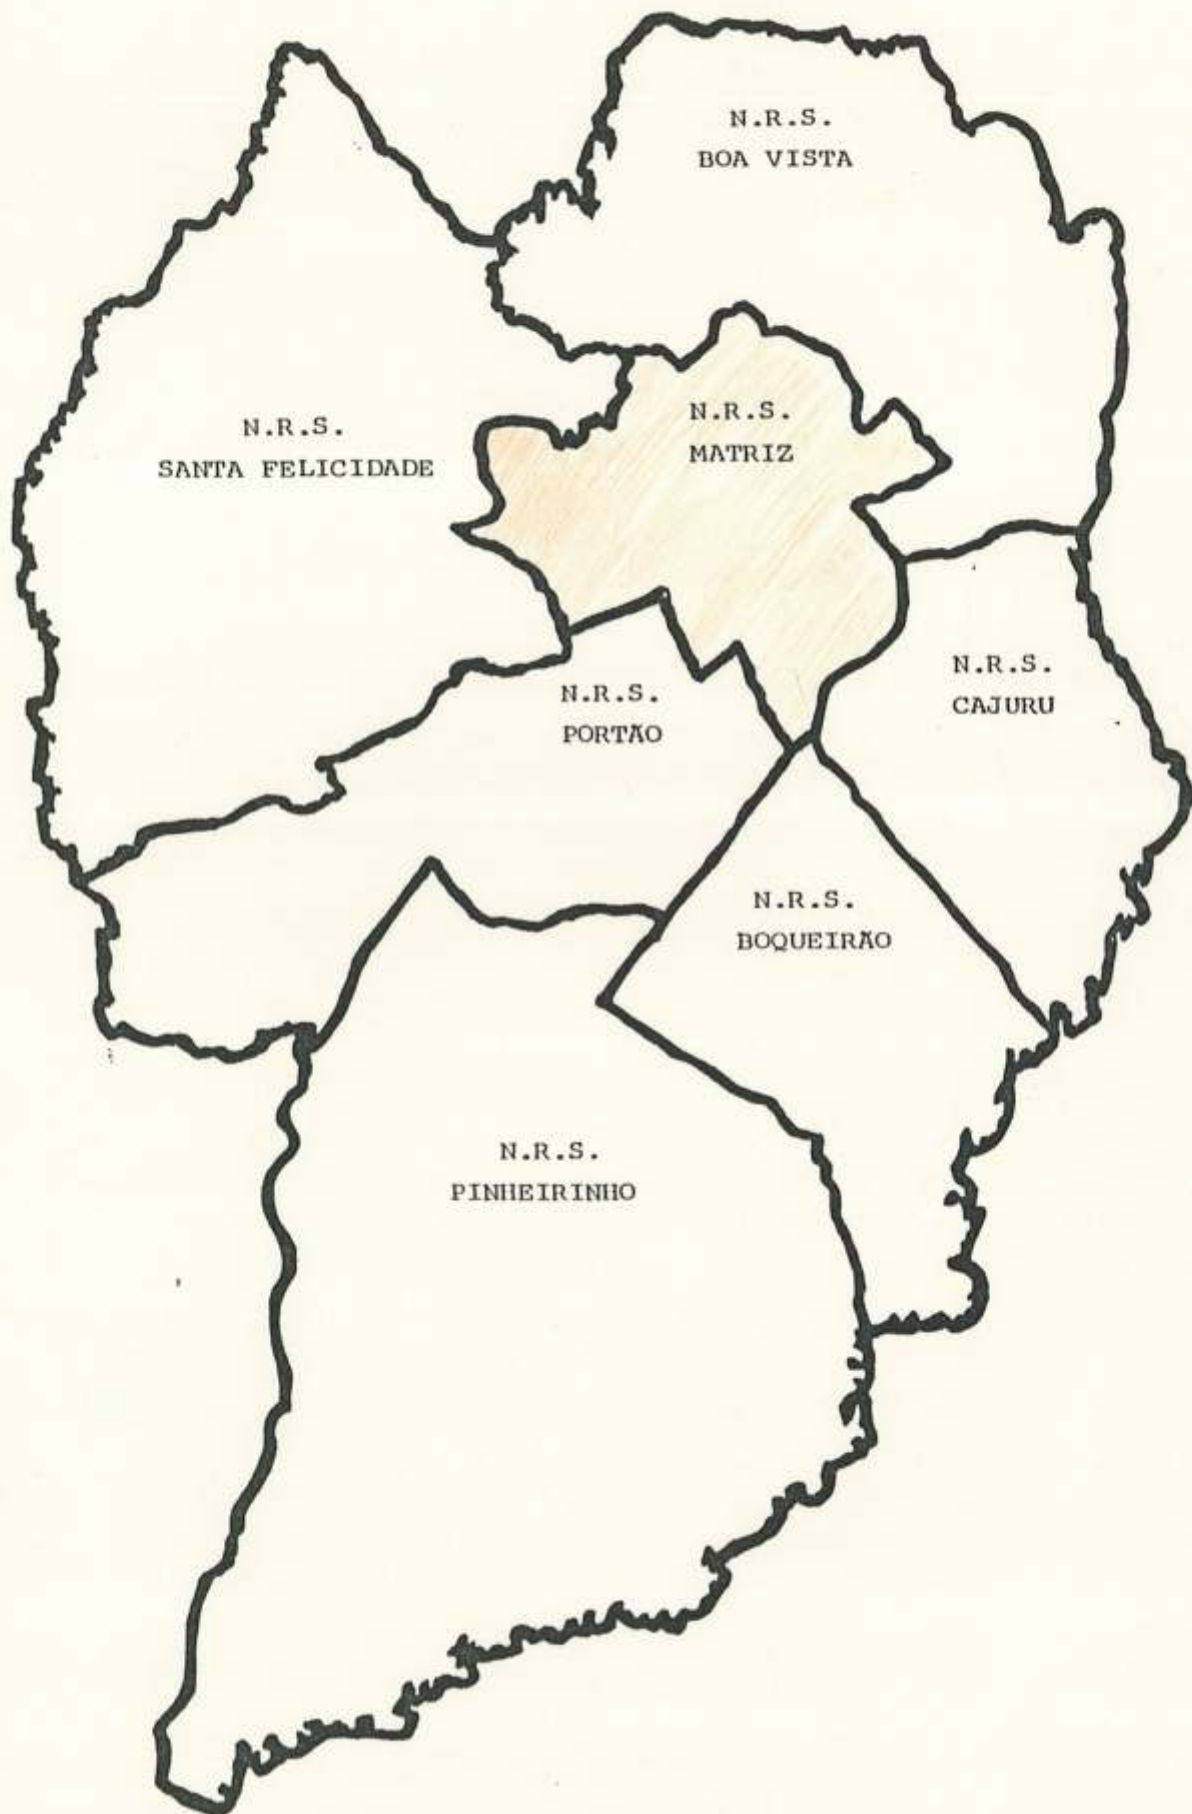 N.R.S.
BOA VISTA
N.R.S.
SANTA FELICIDADE
N.R.S.
MATRIZ
N.R.S.
CAJURU
N.R.S.
PORTÃO
N.R.S.
BOQUEIRÃO
N.R.S.
PINHEIRINHO